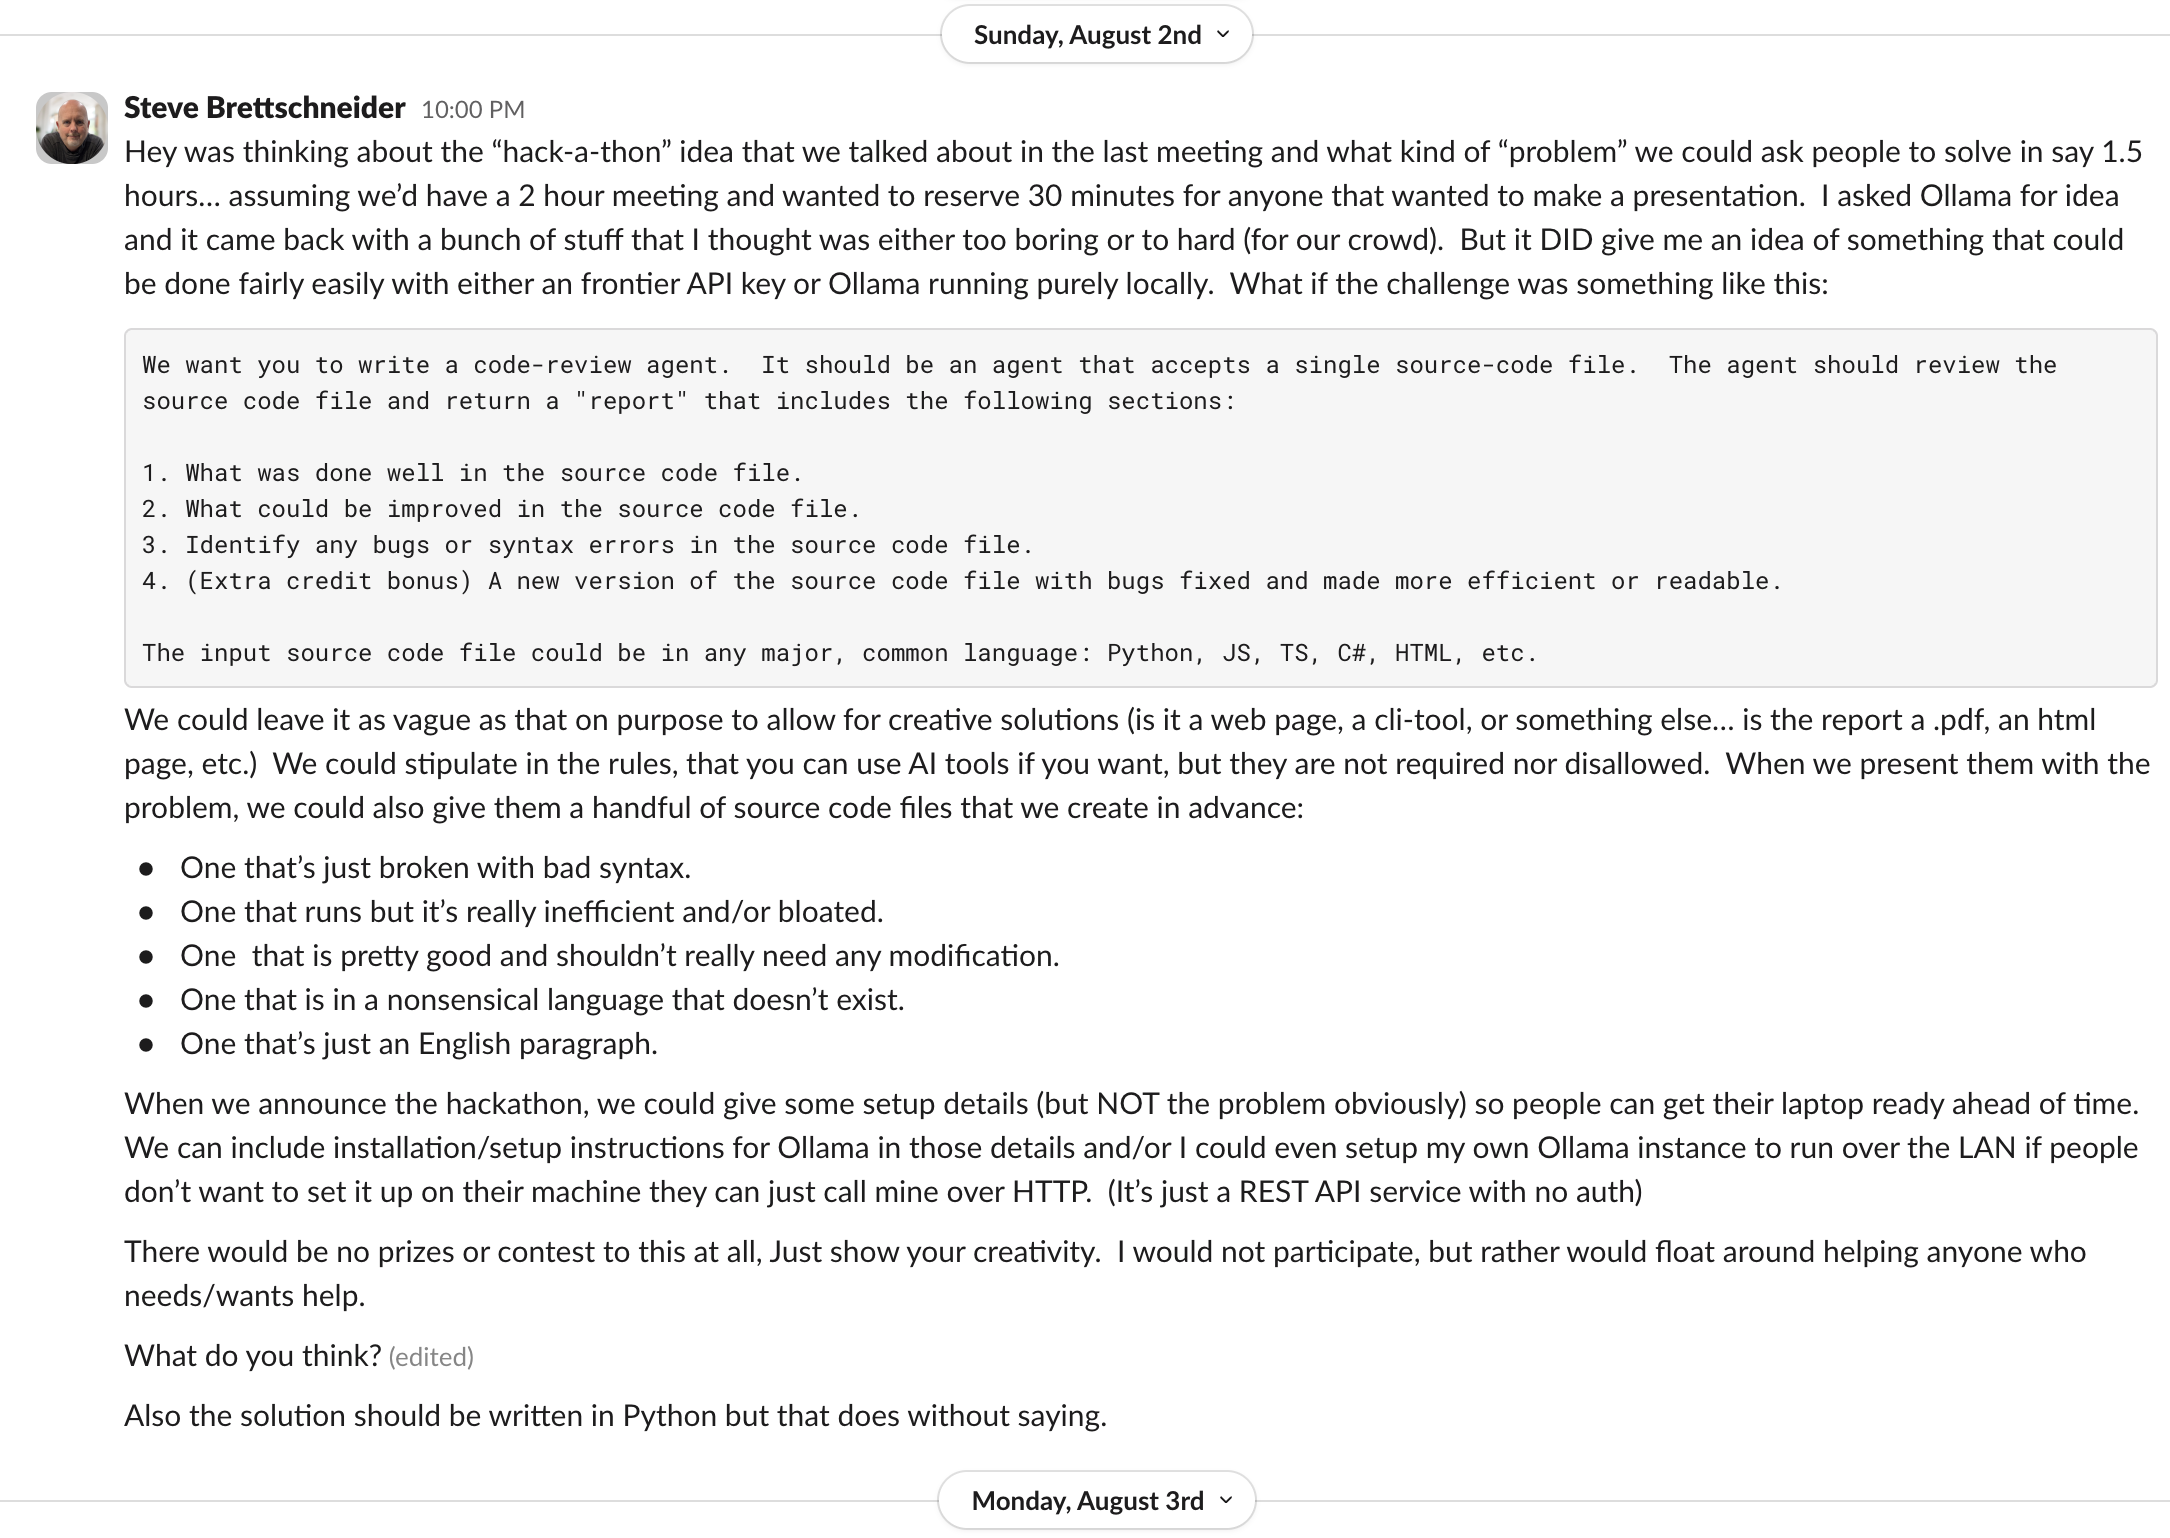 Sunday, August 2nd
Steve Brettschneider 10:00 PM
Hey was thinking about the “hack-a-thon” idea that we talked about in the last meeting and what kind of “problem” we could ask people to solve in say 1.5
hours... assuming we’d have a 2 hour meeting and wanted to reserve 30 minutes for anyone that wanted to make a presentation.  I asked Ollama for idea
and it came back with a bunch of stuff that I thought was either too boring or to hard (for our crowd).  But it DID give me an idea of something that could
be done fairly easily with either an frontier API key or Ollama running purely locally.  What if the challenge was something like this:
We want you to write a code-review agent.  It should be an agent that accepts a single source-code file.  The agent should review the
source code file and return a "report" that includes the following sections:
1. What was done well in the source code file.
2. What could be improved in the source code file.
3. Identify any bugs or syntax errors in the source code file.
4. (Extra credit bonus) A new version of the source code file with bugs fixed and made more efficient or readable.
The input source code file could be in any major, common language: Python, JS, TS, C#, HTML, etc.
We could leave it as vague as that on purpose to allow for creative solutions (is it a web page, a cli-tool, or something else... is the report a .pdf, an html
page, etc.)  We could stipulate in the rules, that you can use AI tools if you want, but they are not required nor disallowed.  When we present them with the
problem, we could also give them a handful of source code files that we create in advance:
• One that’s just broken with bad syntax.
• One that runs but it’s really inefficient and/or bloated.
• One  that is pretty good and shouldn’t really need any modification.
• One that is in a nonsensical language that doesn’t exist.
• One that’s just an English paragraph.
When we announce the hackathon, we could give some setup details (but NOT the problem obviously) so people can get their laptop ready ahead of time.
We can include installation/setup instructions for Ollama in those details and/or I could even setup my own Ollama instance to run over the LAN if people
don’t want to set it up on their machine they can just call mine over HTTP.  (It’s just a REST API service with no auth)
There would be no prizes or contest to this at all, Just show your creativity.  I would not participate, but rather would float around helping anyone who
needs/wants help.
What do you think? (edited)
Also the solution should be written in Python but that does without saying.
Monday, August 3rd